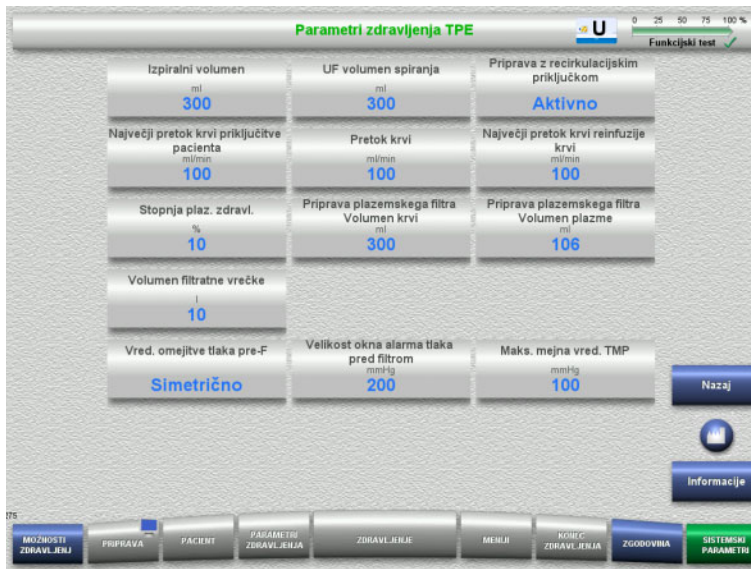 Parametri zdravljenja TPE
U
0 25 50 75 100 %
Funkcijski test
Izpiralni volumen
ml
300
UF volumen spiranja
ml
300
Priprava z recirkulacijskim
priključkom
Aktivno
Največji pretok krvi priključitve
pacienta
ml/min
100
Pretok krvi
ml/min
100
Največji pretok krvi reinfuzije
krvi
ml/min
100
Stopnja plaz. zdravl.
%
10
Priprava plazemskega filtra
Volumen krvi
ml
300
Priprava plazemskega filtra
Volumen plazme
ml
106
Volumen filtratne vrečke
l
10
Vred. omejitve tlaka pre-F
Simetrično
Velikost okna alarma tlaka
pred filtrom
mmHg
200
Maks. mejna vred. TMP
mmHg
100
Nazaj
Informacije
275
MOŽNOSTI
ZDRAVLJENJ
PRIPRAVA
PACIENT
PARAMETRI
ZDRAVLJENJA
ZDRAVLJENJE
MENIJI
KONEC
ZDRAVLJENJA
ZGODOVINA
SISTEMSKI
PARAMETRI